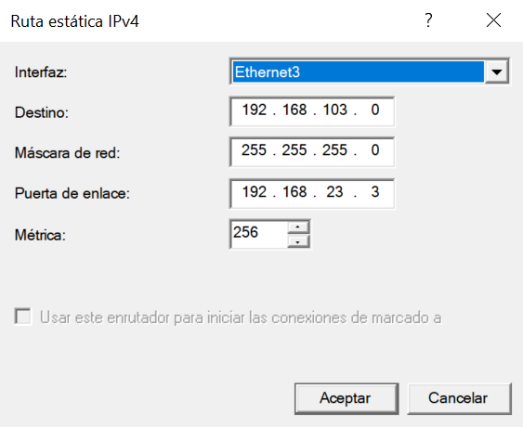 Ruta estática IPv4 ?
Interfaz: Ethernet3
Destino: 192 . 168 . 103 . 0
Máscara de red: 255 . 255 . 255 . 0
Puerta de enlace: 192 . 168 . 23 . 3
Métrica: 256
Usar este enrutador para iniciar las conexiones de marcado a
Aceptar Cancelar